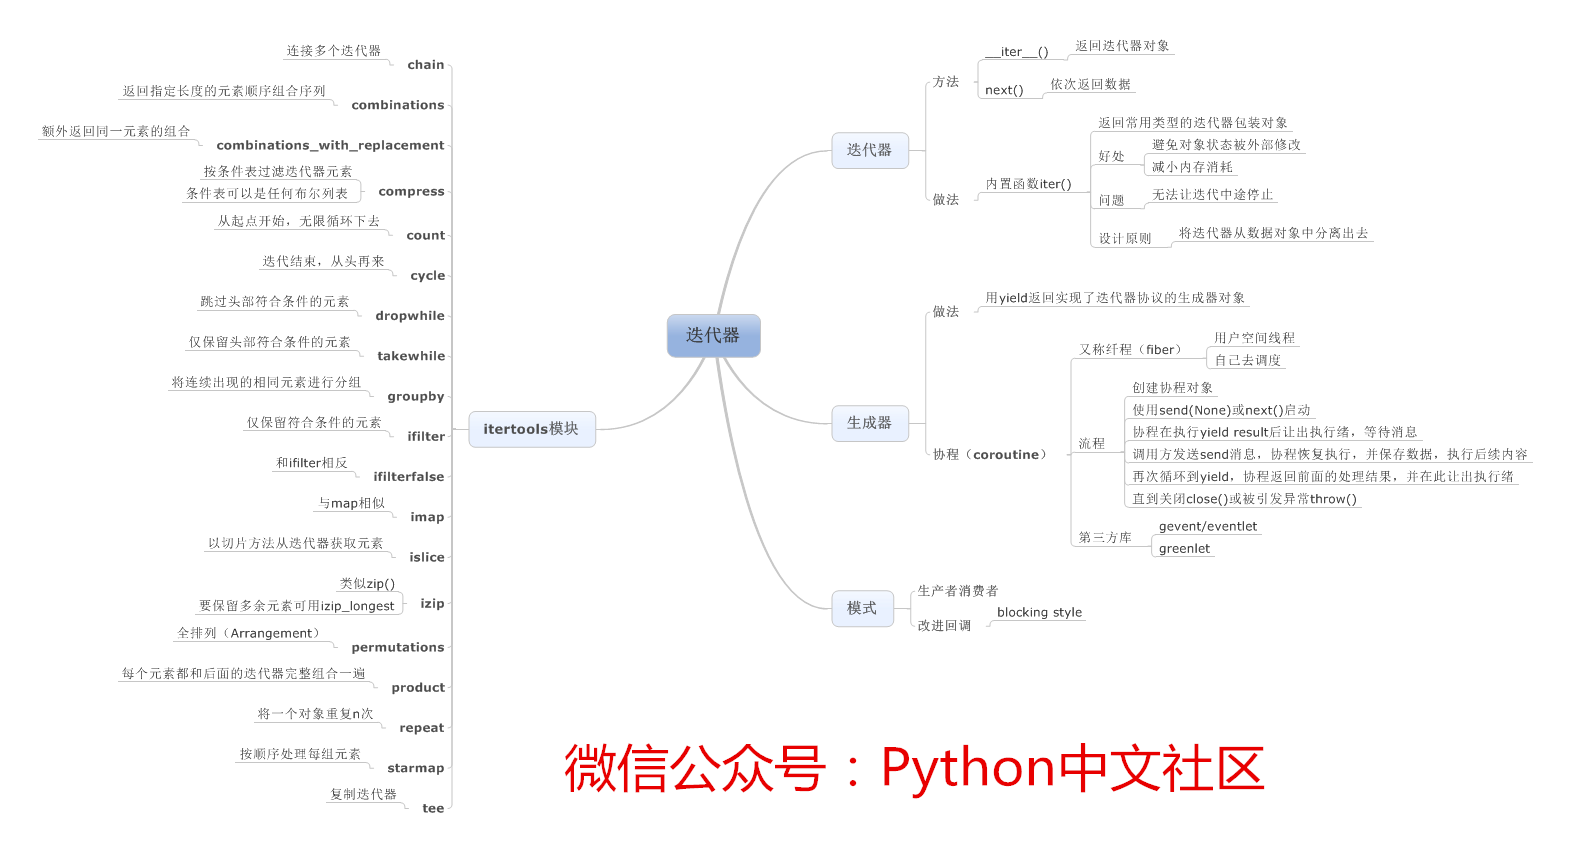 迭代器
迭代器
方法
__iter__()
返回迭代器对象
next()
依次返回数据
做法
内置函数iter()
返回常用类型的迭代器包装对象
好处
避免对象状态被外部修改
减小内存消耗
问题
无法让迭代中途停止
设计原则
将迭代器从数据对象中分离出去
生成器
做法
用yield返回实现了迭代器协议的生成器对象
协程（coroutine）
又称纤程（fiber）
用户空间线程
自己去调度
流程
创建协程对象
使用send(None)或next()启动
协程在执行yield result后让出执行绪，等待消息
调用方发送send消息，协程恢复执行，并保存数据，执行后续内容
再次循环到yield，协程返回前面的处理结果，并在此让出执行绪
直到关闭close()或被引发异常throw()
第三方库
gevent/eventlet
greenlet
模式
生产者消费者
改进回调
blocking style
itertools模块
连接多个迭代器
chain
返回指定长度的元素顺序组合序列
combinations
额外返回同一元素的组合
combinations_with_replacement
按条件表过滤迭代器元素
条件表可以是任何布尔列表
compress
从起点开始，无限循环下去
count
迭代结束，从头再来
cycle
跳过头部符合条件的元素
dropwhile
仅保留头部符合条件的元素
takewhile
将连续出现的相同元素进行分组
groupby
仅保留符合条件的元素
ifilter
和ifilter相反
ifilterfalse
与map相似
imap
以切片方法从迭代器获取元素
islice
类似zip()
要保留多余元素可用izip_longest
izip
全排列（Arrangement）
permutations
每个元素都和后面的迭代器完整组合一遍
product
将一个对象重复n次
repeat
按顺序处理每组元素
starmap
复制迭代器
tee
微信公众号：Python中文社区